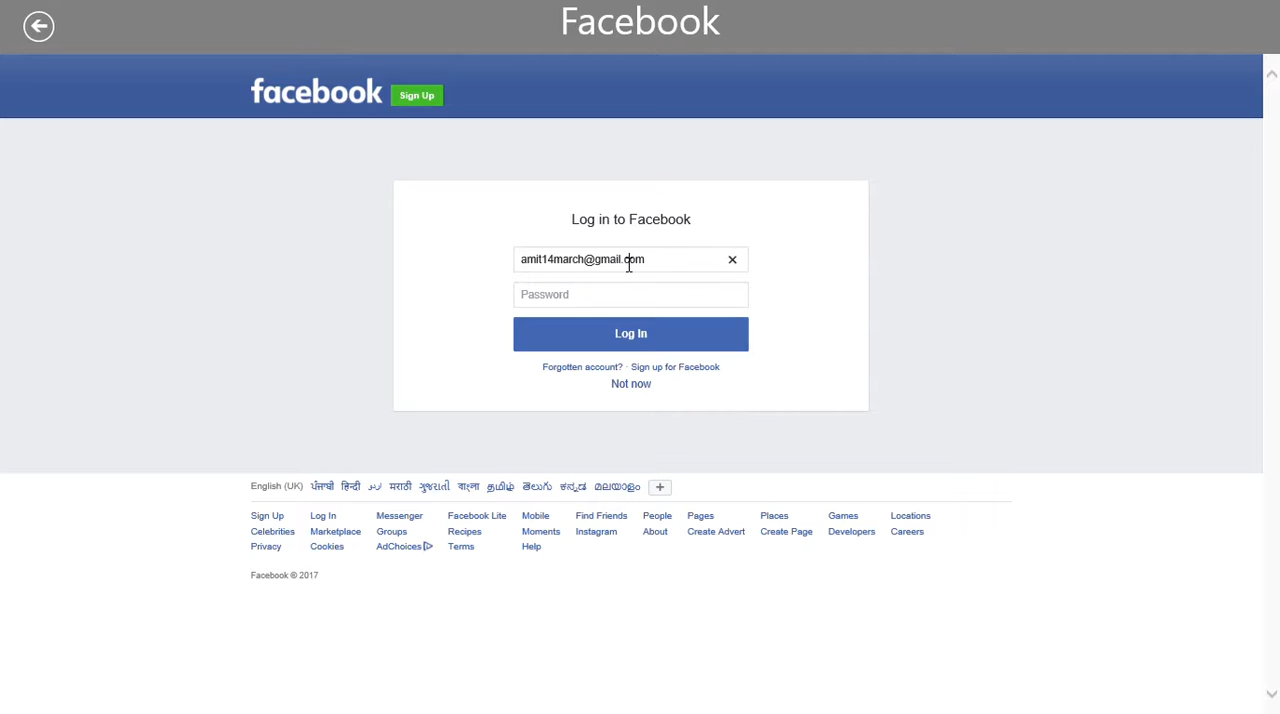 Facebook
facebook Sign Up
Log in to Facebook
amit14march@gmail.com
Password
Log In
Forgotten account? · Sign up for Facebook
Not now
English (UK) ਪੰਜਾਬੀ हिन्दी اردو मराठी ગુજરાતી বাংলা தமிழ் తెలుగు ಕನ್ನಡ മലയാളം +
Sign Up Log In Messenger Facebook Lite Mobile Find Friends People Pages Places Games Locations
Celebrities Marketplace Groups Recipes Moments Instagram About Create Advert Create Page Developers Careers
Privacy Cookies AdChoices Terms Help
Facebook © 2017